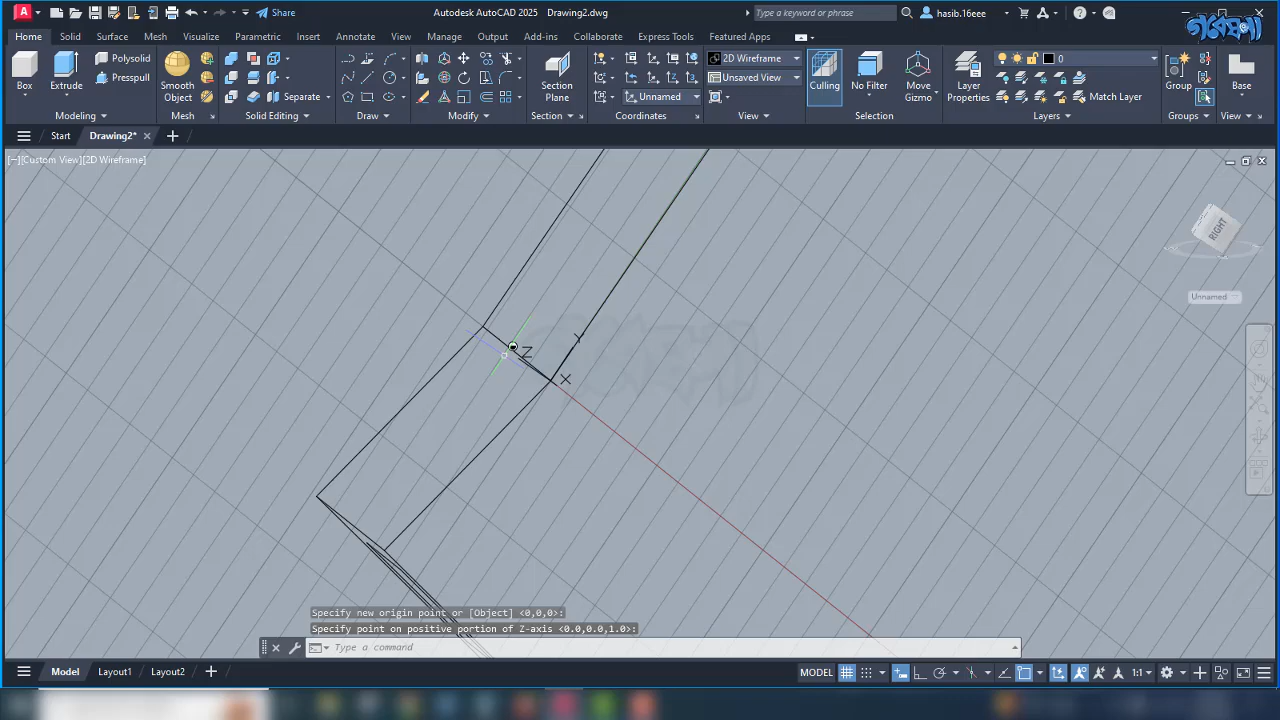 A Share Autodesk AutoCAD 2025 Drawing2.dwg Type a keyword or phrase hasib.16eee
Home Solid Surface Mesh Visualize Parametric Insert Annotate View Manage Output Add-ins Collaborate Express Tools Featured Apps
গবেষণা
Box Extrude Polysolid Presspull Smooth Object Separate Section Plane Unnamed 2D Wireframe Unsaved View Culling No Filter Move Gizmo Layer Properties 0 Match Layer Group Base
Modeling Mesh Solid Editing Draw Modify Section Coordinates View Selection Layers Groups View
Start Drawing2*
[−][Custom View][2D Wireframe]
RIGHT
Unnamed
Y
Z
X
Specify new origin point or [Object] <0,0,0>:
Specify point on positive portion of Z-axis <0.0,0.0,1.0>:
Type a command
Model Layout1 Layout2 MODEL 1:1